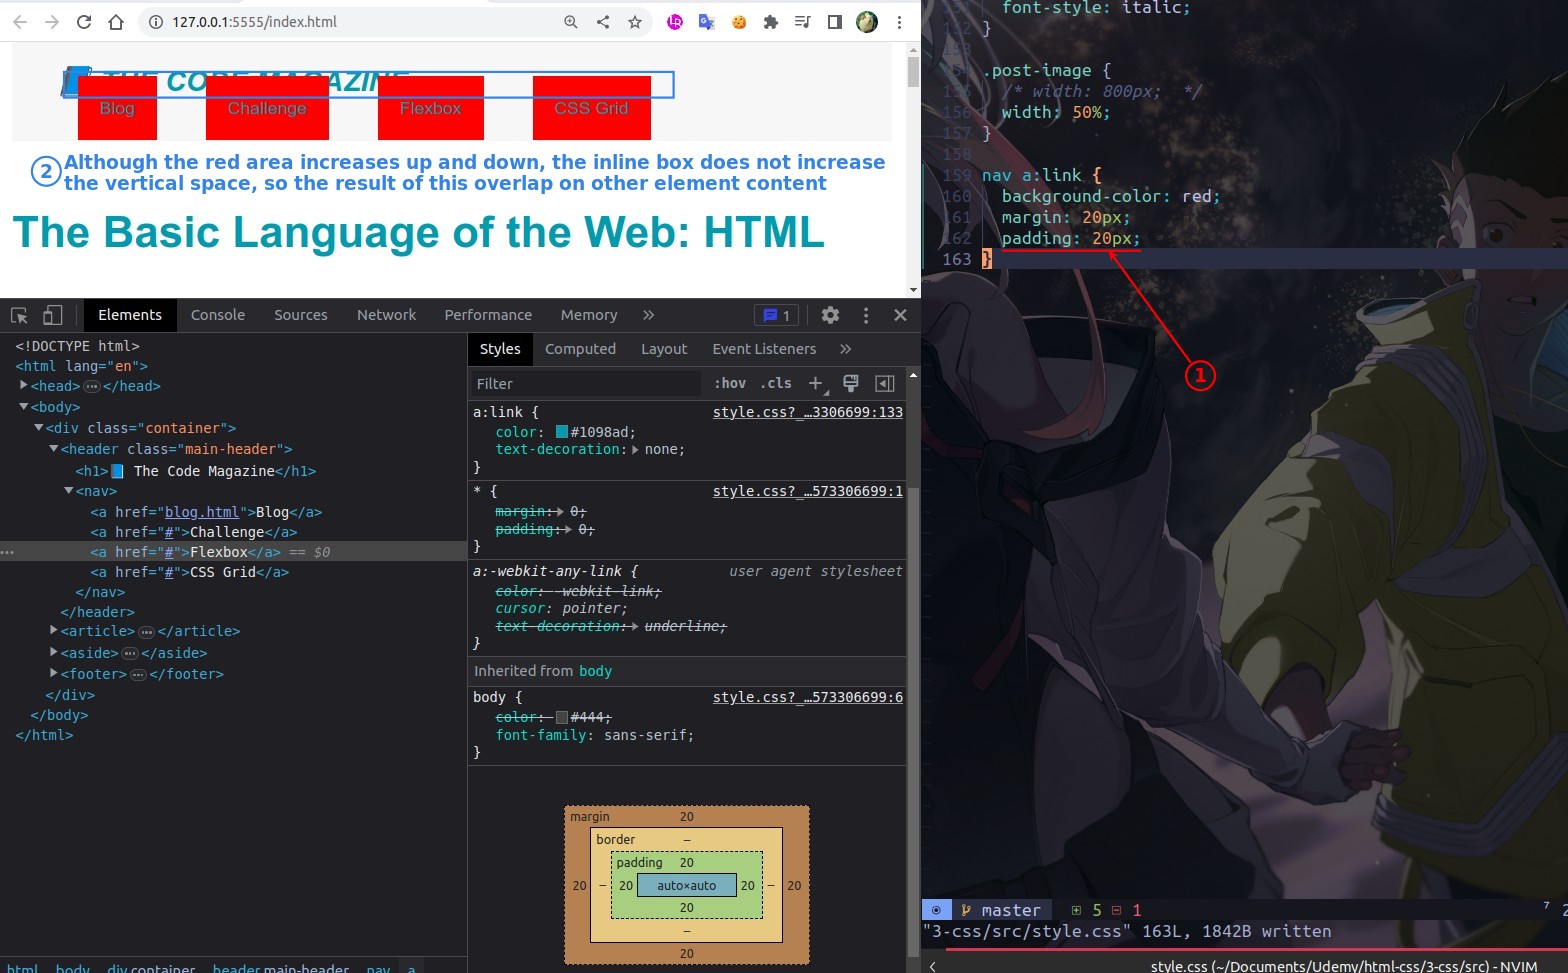 127.0.0.1:5555/index.html
THE CODE MAGAZINE
Blog Challenge Flexbox CSS Grid
2 Although the red area increases up and down, the inline box does not increase
the vertical space, so the result of this overlap on other element content
The Basic Language of the Web: HTML
Elements Console Sources Network Performance Memory » 1
<!DOCTYPE html>
<html lang="en">
<head>…</head>
<body>
<div class="container">
<header class="main-header">
<h1>📘 The Code Magazine</h1>
<nav>
<a href="blog.html">Blog</a>
<a href="#">Challenge</a>
<a href="#">Flexbox</a> == $0
<a href="#">CSS Grid</a>
</nav>
</header>
<article>…</article>
<aside>…</aside>
<footer>…</footer>
</div>
</body>
</html>
html body div.container header.main-header nav a
Styles Computed Layout Event Listeners »
Filter :hov .cls +
a:link { style.css?_…3306699:133
color: #1098ad;
text-decoration: none;
}
* { style.css?_…573306699:1
margin: 0;
padding: 0;
}
a:-webkit-any-link { user agent stylesheet
color: -webkit-link;
cursor: pointer;
text-decoration: underline;
}
Inherited from body
body { style.css?_…573306699:6
color: #444;
font-family: sans-serif;
}
margin 20
border –
padding 20
20 – 20 auto×auto 20 – 20
20
–
20
font-style: italic;
152 }
153
.post-image {
/* width: 800px; */
156 width: 50%;
157 }
158
159 nav a:link {
160 background-color: red;
161 margin: 20px;
162 padding: 20px;
163 }
1
master 5 1 7 2
"3-css/src/style.css" 163L, 1842B written
style.css (~/Documents/Udemy/html-css/3-css/src) - NVIM